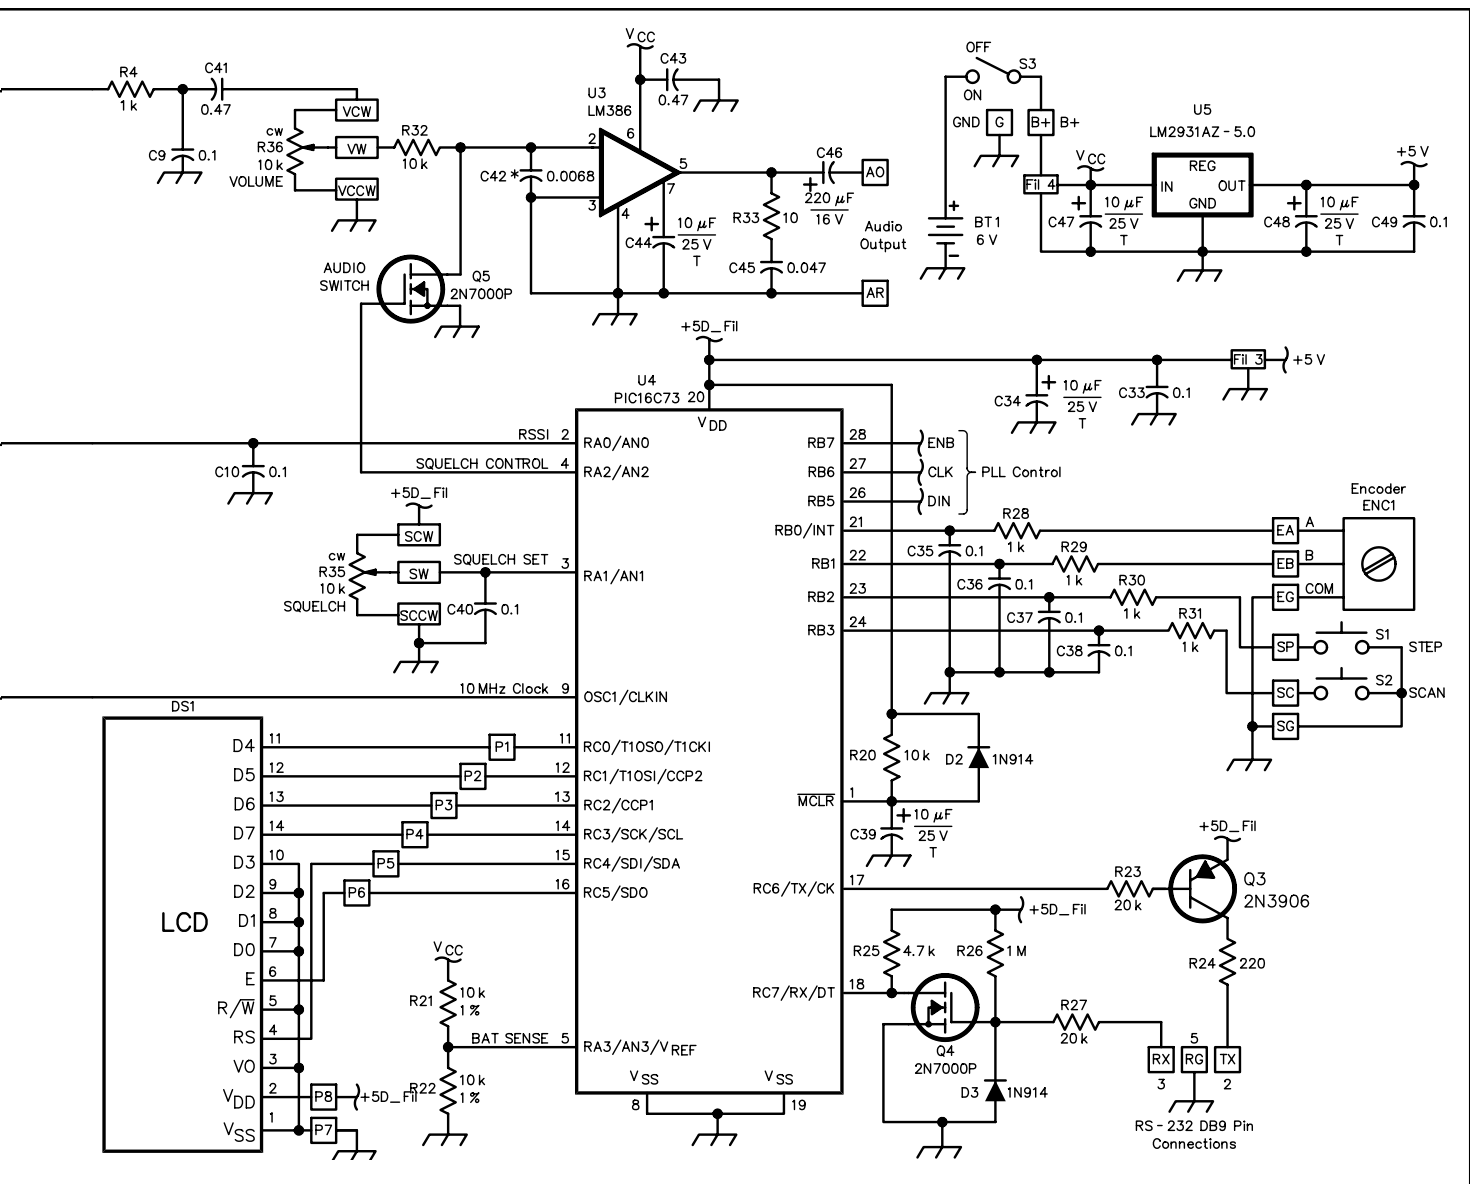 R4
1 k
C41
0.47
C9
0.1
VCW
cw
R36
10 k
VOLUME
VW
VCCW
R32
10 k
C42 *
0.0068
U3
LM386
VCC
C43
0.47
2
3
6
5
7
4
+
C44
10 µF
25 V
T
C46
+
220 µF
16 V
AO
R33
10
C45
0.047
Audio
Output
AR
AUDIO
SWITCH
Q5
2N7000P
OFF
ON
S3
GND
G
B+
B+
+
-
BT1
6 V
Fil 4
VCC
C47
+
10 µF
25 V
T
U5
LM2931AZ - 5.0
REG
IN
OUT
GND
C48
+
10 µF
25 V
T
+5 V
C49
0.1
+5D_Fil
Fil 3
+5 V
C34
+
10 µF
25 V
T
C33
0.1
U4
PIC16C73
20
VDD
RSSI
2
RA0/AN0
C10
0.1
SQUELCH CONTROL
4
RA2/AN2
+5D_Fil
SCW
cw
R35
10 k
SQUELCH
SW
SCCW
SQUELCH SET
3
RA1/AN1
C40
0.1
10 MHz Clock
9
OSC1/CLKIN
RB7
28
ENB
RB6
27
CLK
RB5
26
DIN
PLL Control
RB0/INT
21
RB1
22
RB2
23
RB3
24
C35
0.1
C36
0.1
C37
0.1
C38
0.1
R28
1 k
R29
1 k
R30
1 k
R31
1 k
Encoder
ENC1
EA
A
EB
B
EG
COM
SP
S1
STEP
SC
S2
SCAN
SG
DS1
LCD
D4
11
P1
11
RC0/T1OSO/T1CKI
D5
12
P2
12
RC1/T1OSI/CCP2
D6
13
P3
13
RC2/CCP1
D7
14
P4
14
RC3/SCK/SCL
D3
10
P5
15
RC4/SDI/SDA
D2
9
P6
16
RC5/SDO
D1
8
D0
7
E
6
R/W
5
RS
4
VO
3
VDD
2
P8
+5D_Fil
VSS
1
P7
VCC
R21
10 k
1 %
BAT SENSE
5
RA3/AN3/VREF
R22
10 k
1 %
VSS
VSS
8
19
R20
10 k
D2
1N914
MCLR
1
C39
+
10 µF
25 V
T
RC6/TX/CK
17
R23
20 k
+5D_Fil
Q3
2N3906
R24
220
+5D_Fil
R25
4.7 k
R26
1 M
RC7/RX/DT
18
Q4
2N7000P
R27
20 k
D3
1N914
RX
3
5
RG
TX
2
RS - 232 DB9 Pin
Connections